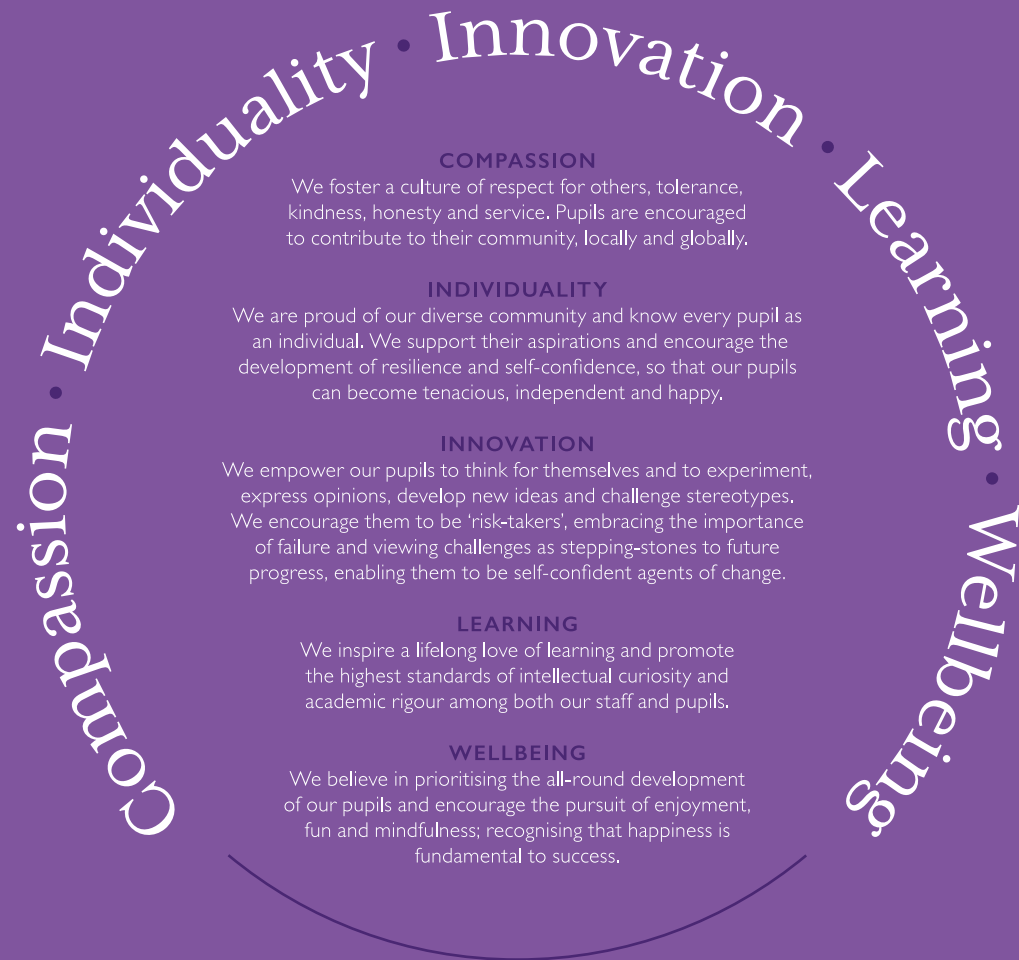 Compassion • Individuality • Innovation • Learning • Wellbeing
COMPASSION
We foster a culture of respect for others, tolerance,
kindness, honesty and service. Pupils are encouraged
to contribute to their community, locally and globally.
INDIVIDUALITY
We are proud of our diverse community and know every pupil as
an individual. We support their aspirations and encourage the
development of resilience and self-confidence, so that our pupils
can become tenacious, independent and happy.
INNOVATION
We empower our pupils to think for themselves and to experiment,
express opinions, develop new ideas and challenge stereotypes.
We encourage them to be ‘risk-takers’, embracing the importance
of failure and viewing challenges as stepping-stones to future
progress, enabling them to be self-confident agents of change.
LEARNING
We inspire a lifelong love of learning and promote
the highest standards of intellectual curiosity and
academic rigour among both our staff and pupils.
WELLBEING
We believe in prioritising the all-round development
of our pupils and encourage the pursuit of enjoyment,
fun and mindfulness; recognising that happiness is
fundamental to success.